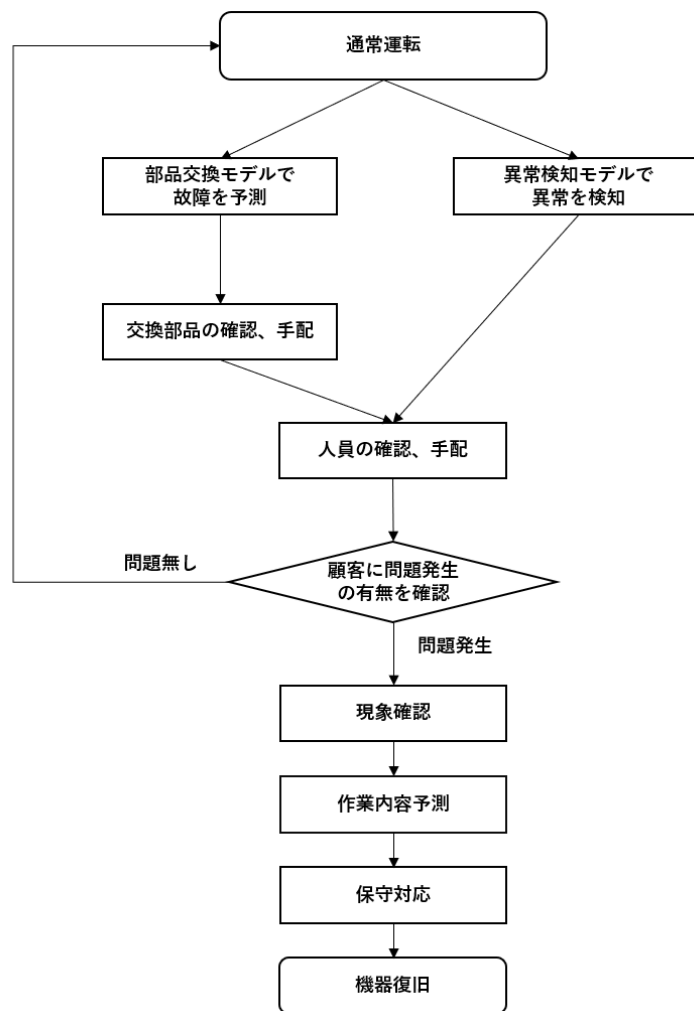 通常運転
部品交換モデルで
故障を予測
異常検知モデルで
異常を検知
交換部品の確認、手配
人員の確認、手配
問題無し
顧客に問題発生
の有無を確認
問題発生
現象確認
作業内容予測
保守対応
機器復旧